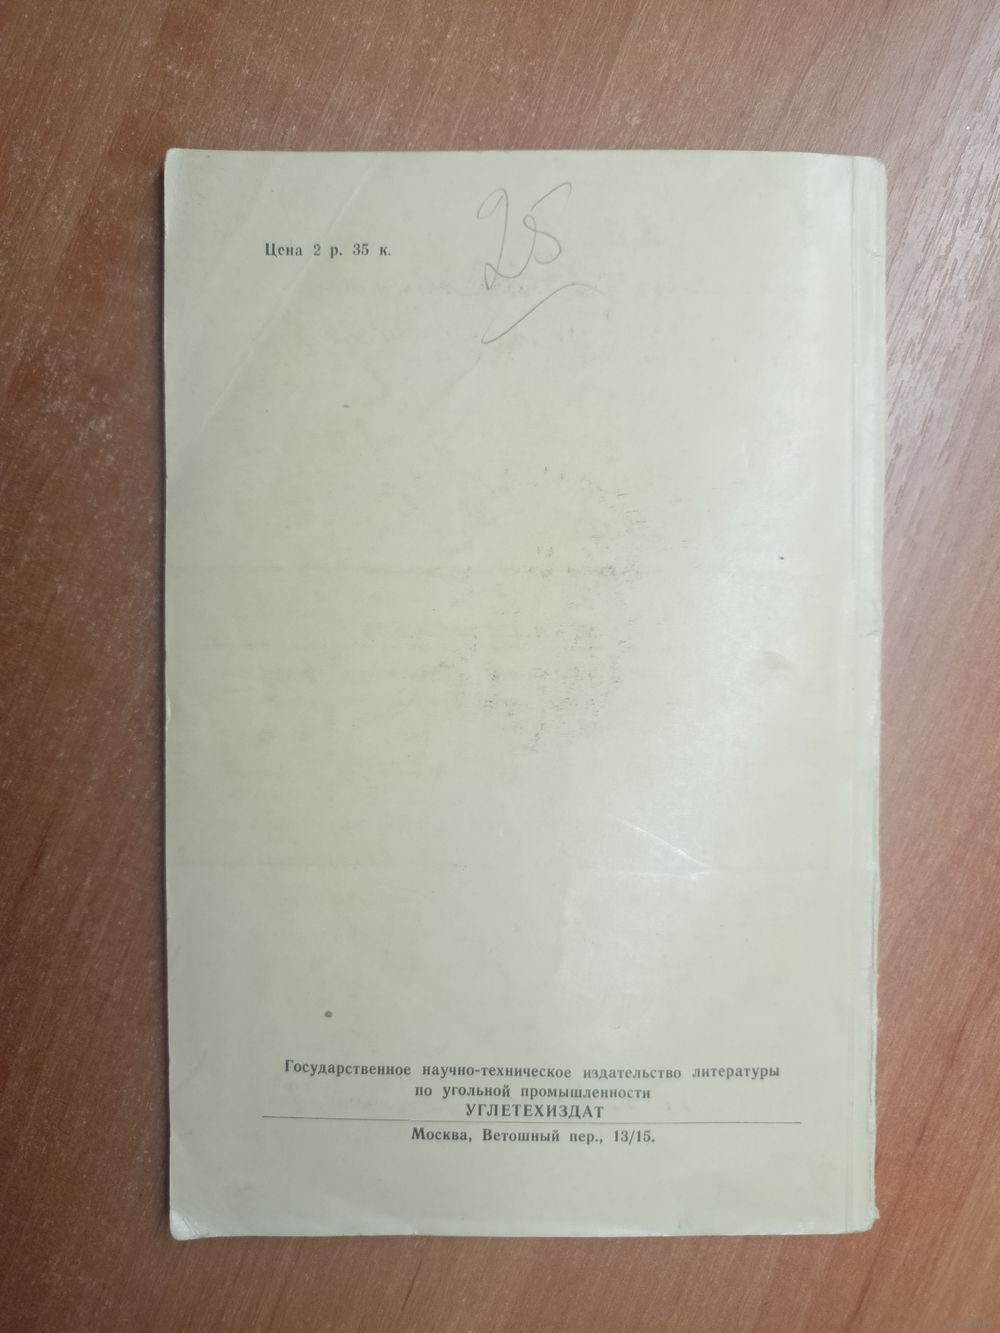 Цена 2 р. 35 к.
25
Государственное научно-техническое издательство литературы
по угольной промышленности
УГЛЕТЕХИЗДАТ
Москва, Ветошный пер., 13/15.